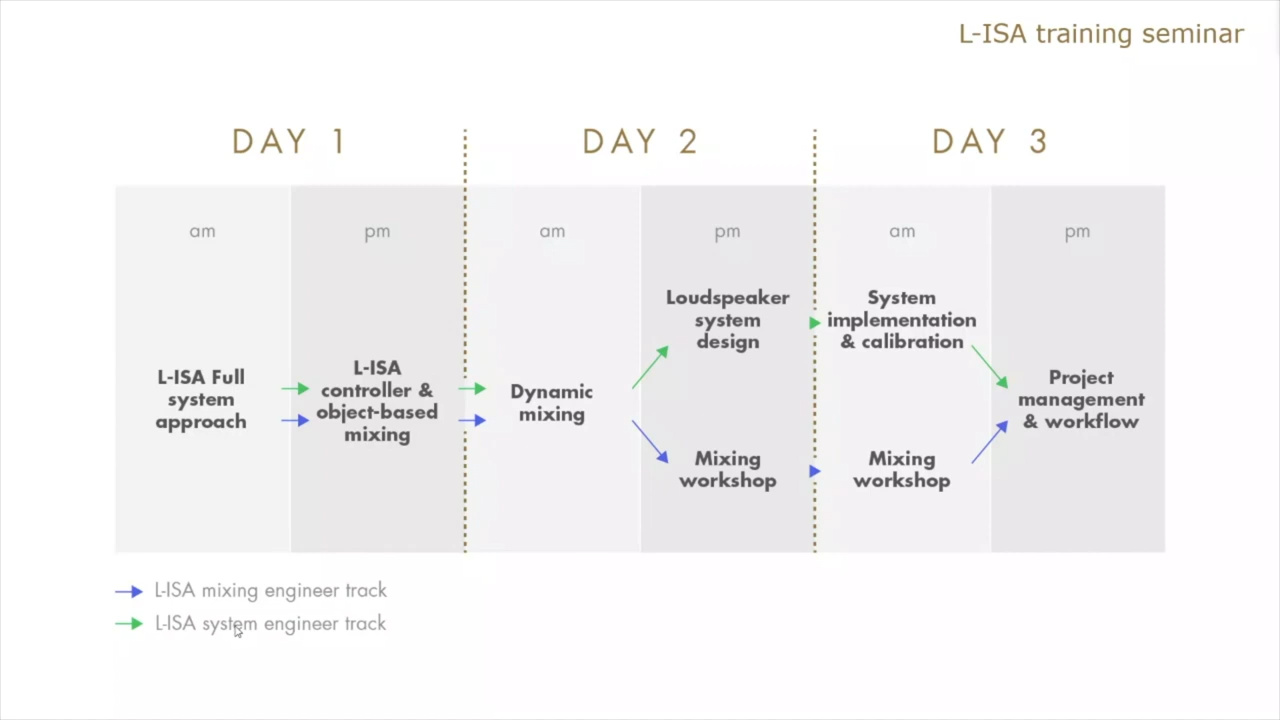 L-ISA training seminar
DAY 1
DAY 2
DAY 3
am
pm
am
pm
am
pm
L-ISA Full
system
approach
L-ISA
controller &
object-based
mixing
Dynamic
mixing
Loudspeaker
system
design
Mixing
workshop
System
implementation
& calibration
Mixing
workshop
Project
management
& workflow
L-ISA mixing engineer track
L-ISA system engineer track